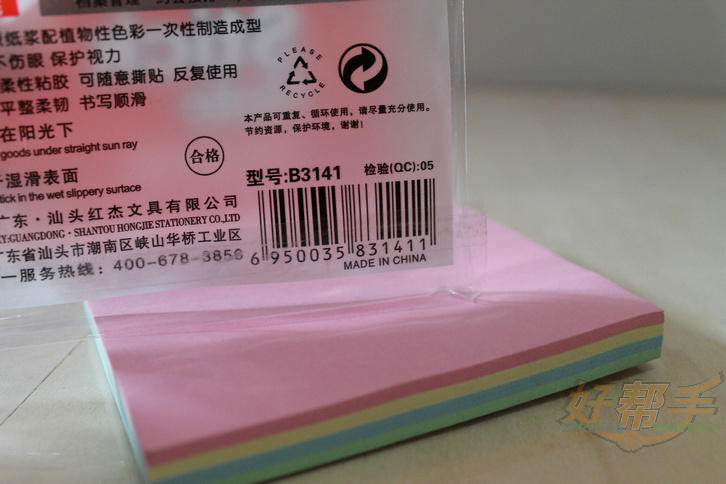 纸浆配植物性色彩一次性制造成型
不伤眼 保护视力
柔性粘胶 可随意撕贴 反复使用
平整柔韧 书写顺滑
在阳光下
goods under straight sun ray
湿滑表面
stick in the wet slippery surface
PLEASE
RECYCLE
本产品可重复、循环使用，请尽量充分使用。
节约资源，保护环境，谢谢！
合格
型号:B3141 检验(QC):05
广东·汕头红杰文具有限公司
Y:GUANGDONG·SHANTOU HONGJIE STATIONERY CO.,LTD
广东省汕头市潮南区峡山华桥工业区
一服务热线：400-678-3856
6 950035 831411
MADE IN CHINA
好帮手